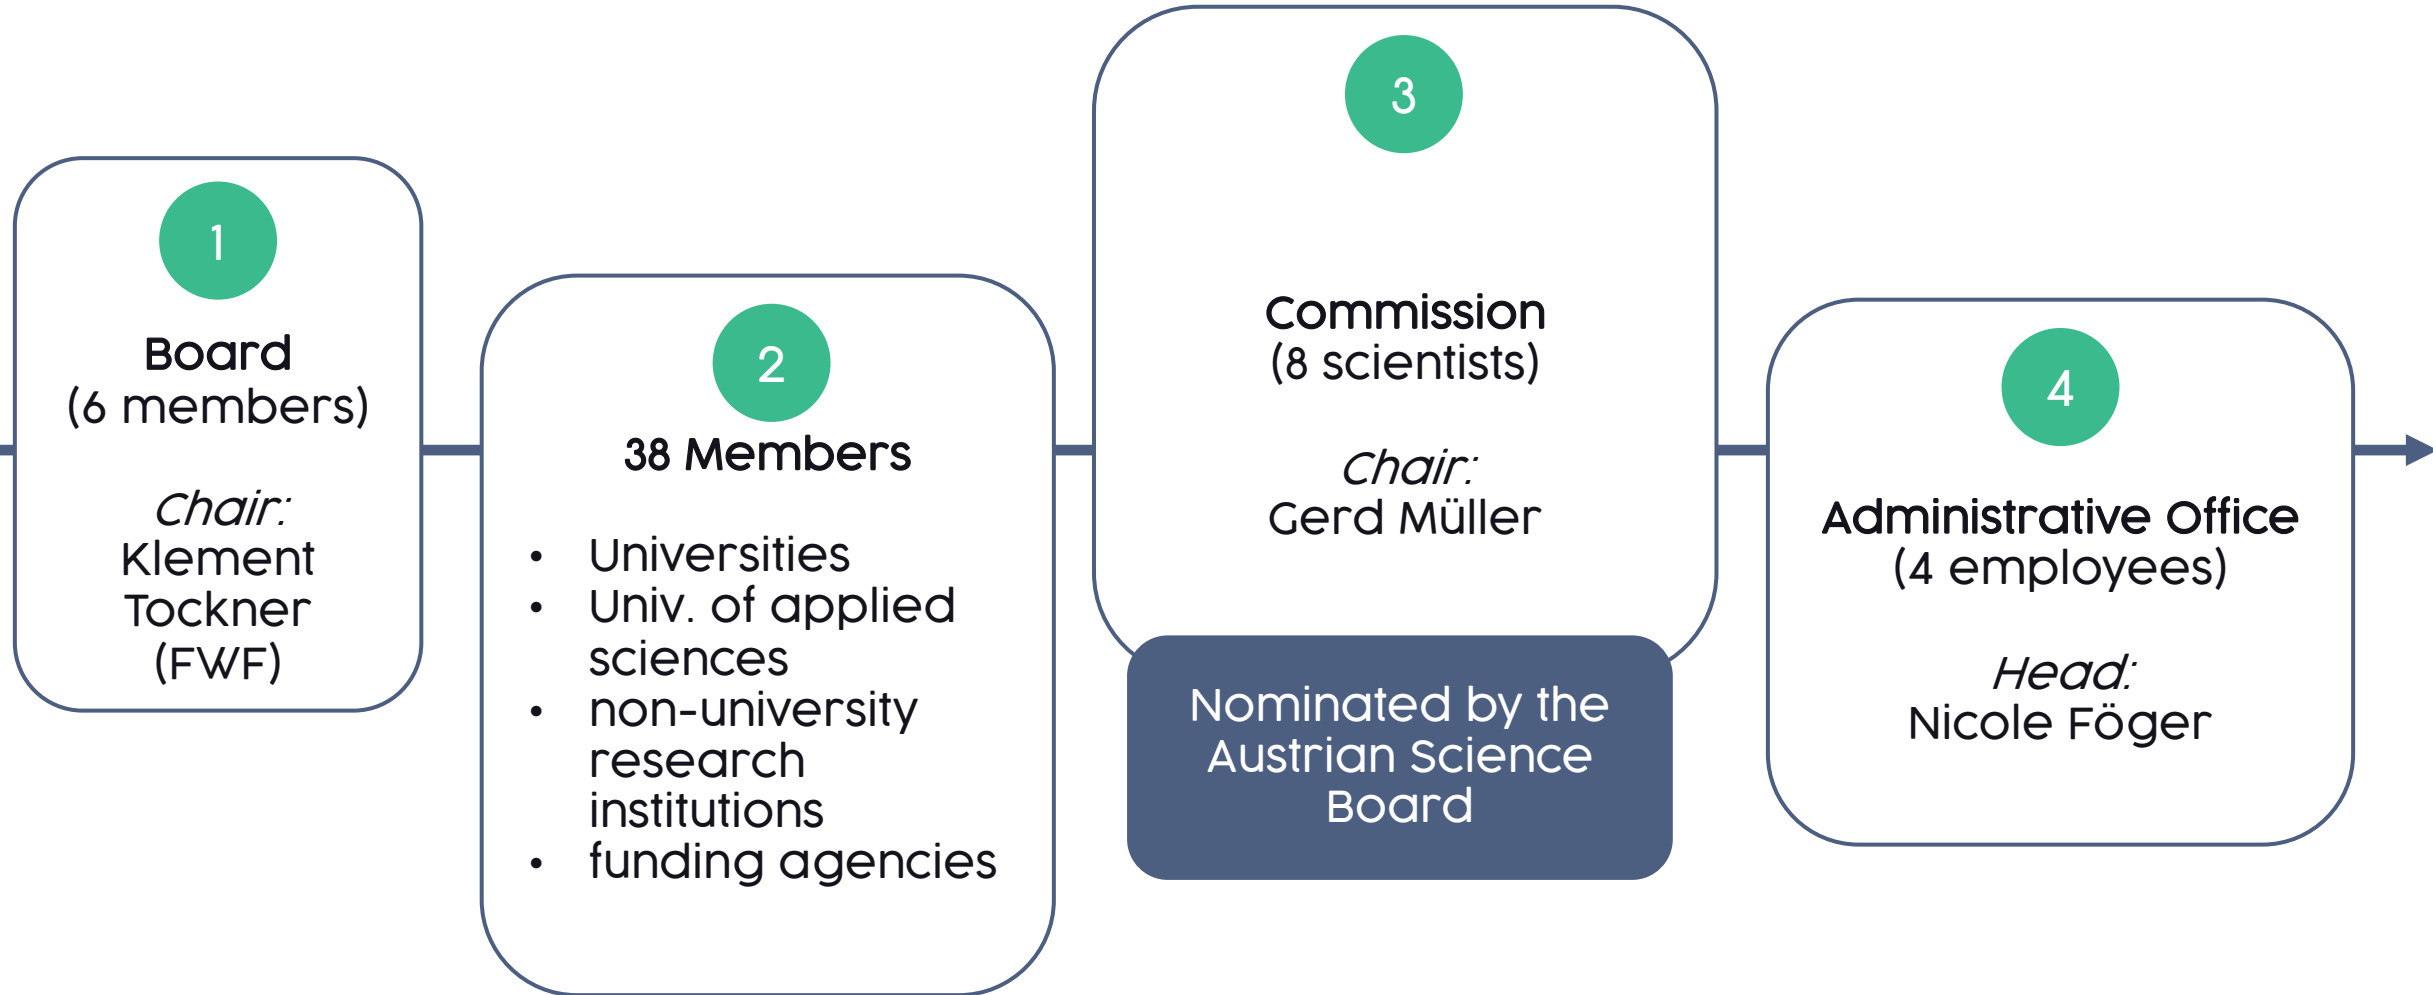 1
Board
(6 members)
Chair:
Klement
Tockner
(FWF)
2
38 Members
• Universities
• Univ. of applied
sciences
• non-university
research
institutions
• funding agencies
3
Commission
(8 scientists)
Chair:
Gerd Müller
Nominated by the
Austrian Science
Board
4
Administrative Office
(4 employees)
Head:
Nicole Föger